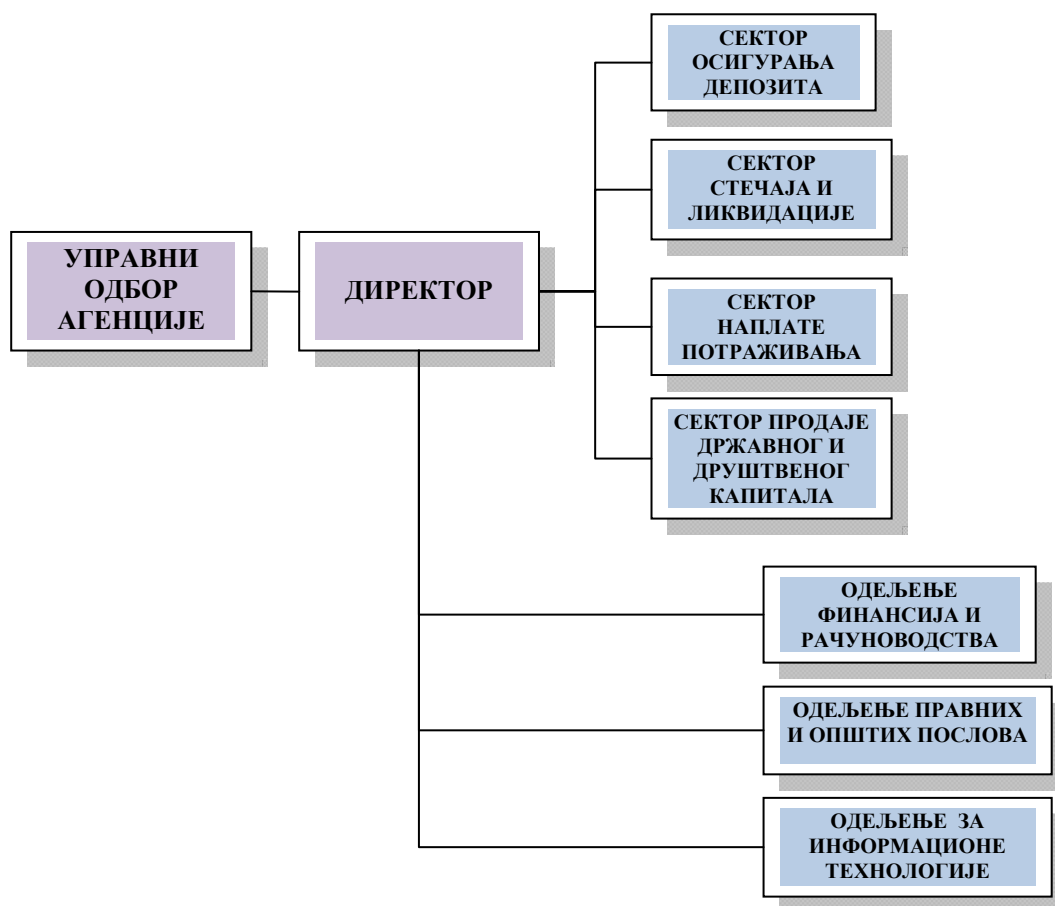 УПРАВНИ
ОДБОР
АГЕНЦИЈЕ
ДИРЕКТОР
СЕКТОР
ОСИГУРАЊА
ДЕПОЗИТА
СЕКТОР
СТЕЧАЈА И
ЛИКВИДАЦИЈЕ
СЕКТОР
НАПЛАТЕ
ПОТРАЖИВАЊА
СЕКТОР ПРОДАЈЕ
ДРЖАВНОГ И
ДРУШТВЕНОГ
КАПИТАЛА
ОДЕЉЕЊЕ
ФИНАНСИЈА И
РАЧУНОВОДСТВА
ОДЕЉЕЊЕ ПРАВНИХ
И ОПШТИХ ПОСЛОВА
ОДЕЉЕЊЕ ЗА
ИНФОРМАЦИОНЕ
ТЕХНОЛОГИЈЕ